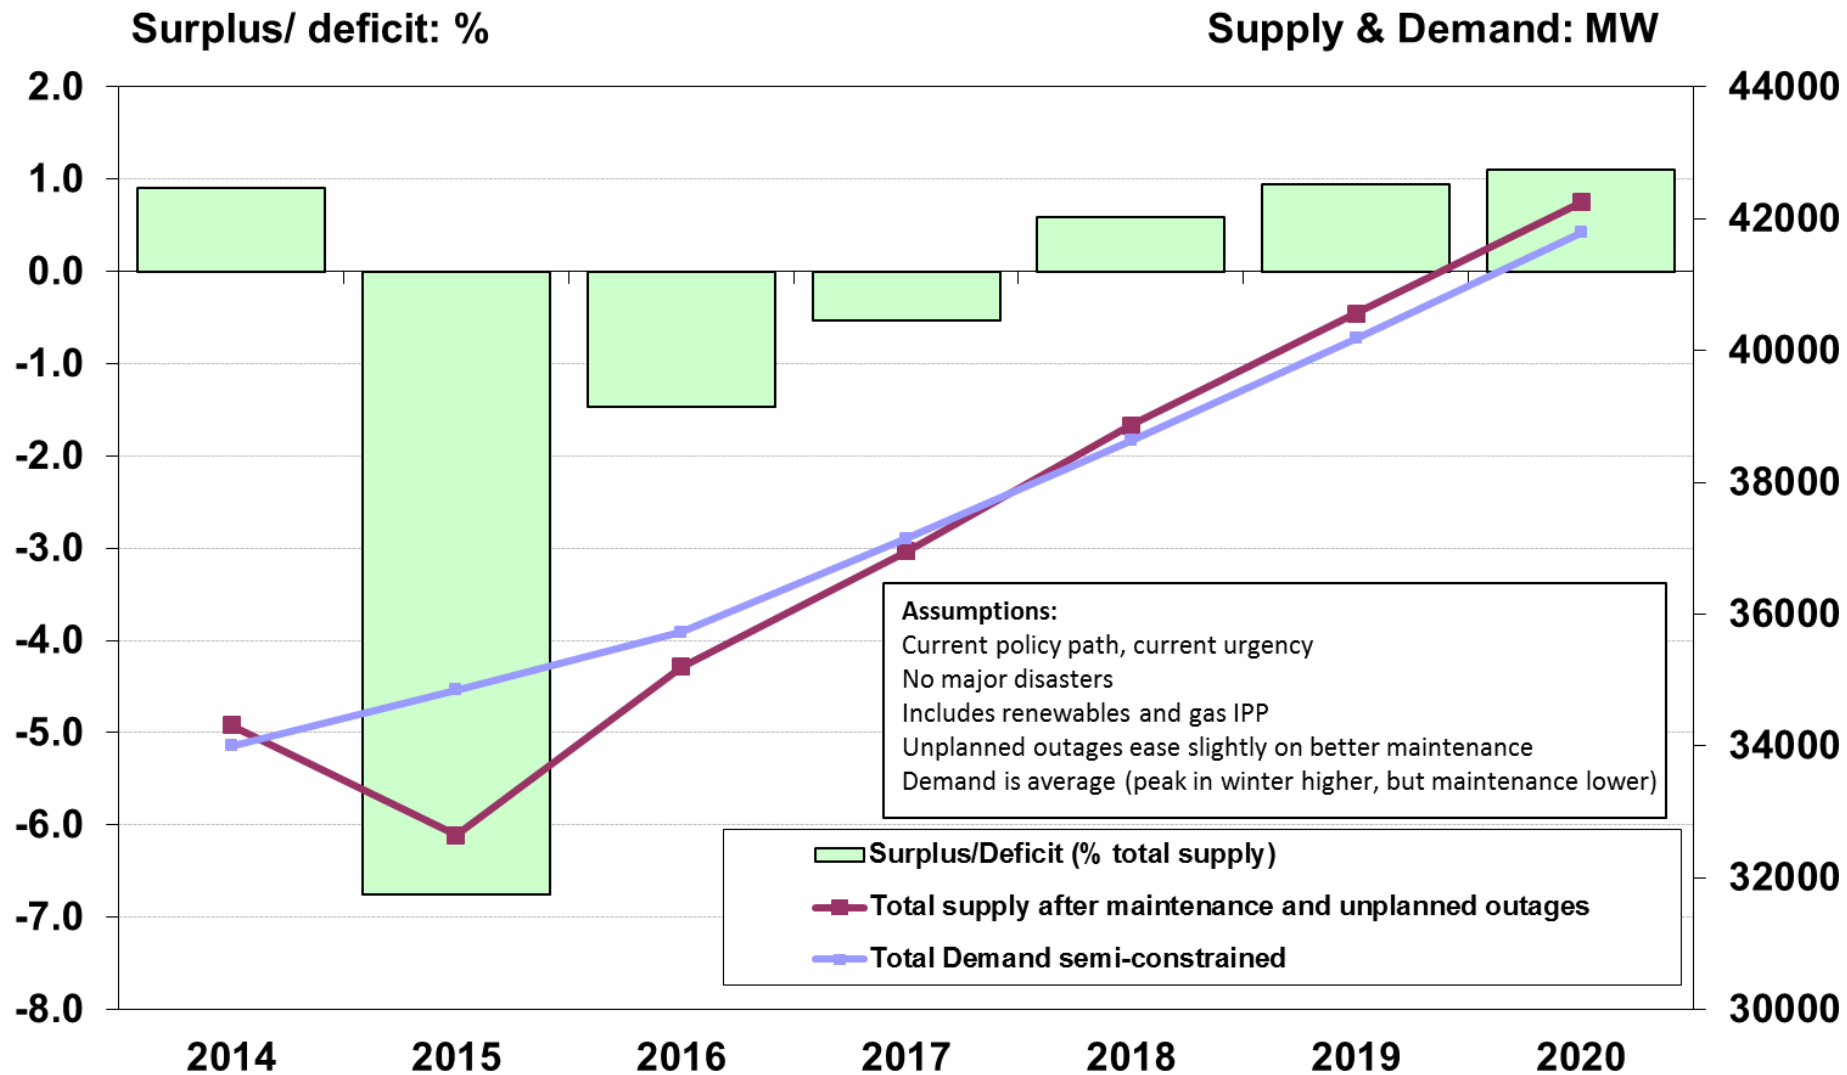 Surplus/ deficit: %
Supply & Demand: MW
2.0
1.0
0.0
-1.0
-2.0
-3.0
-4.0
-5.0
-6.0
-7.0
-8.0
44000
42000
40000
38000
36000
34000
32000
30000
Assumptions:
Current policy path, current urgency
No major disasters
Includes renewables and gas IPP
Unplanned outages ease slightly on better maintenance
Demand is average (peak in winter higher, but maintenance lower)
Surplus/Deficit (% total supply)
Total supply after maintenance and unplanned outages
Total Demand semi-constrained
2014 2015 2016 2017 2018 2019 2020